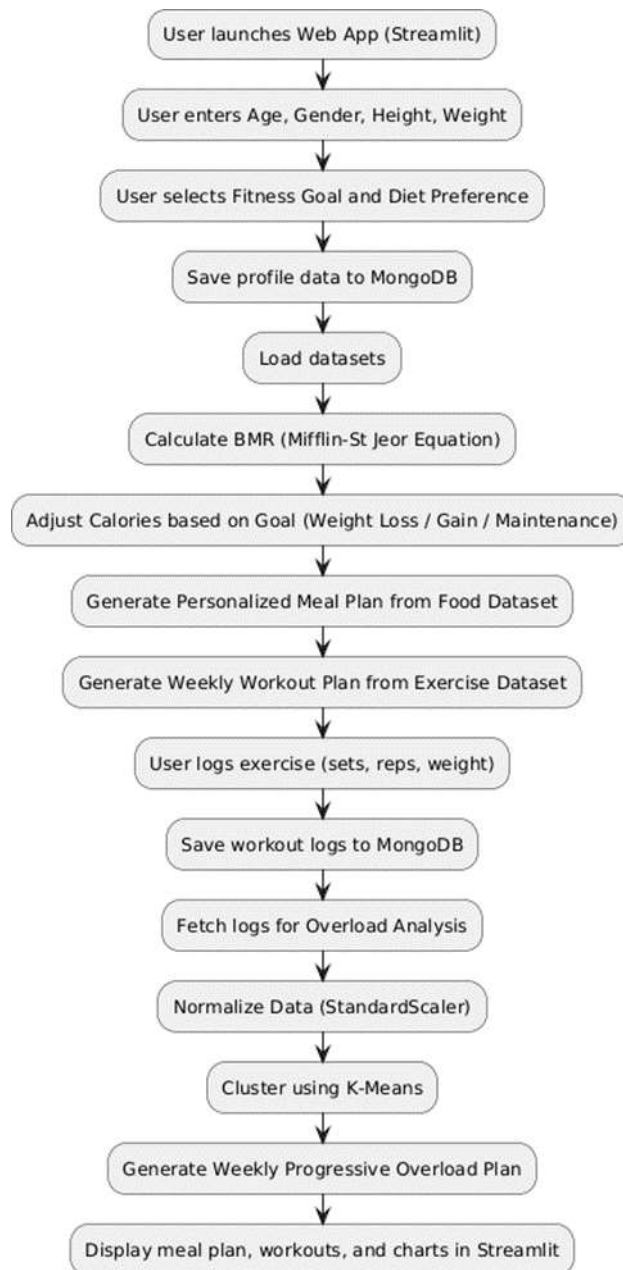 User launches Web App (Streamlit)
User enters Age, Gender, Height, Weight
User selects Fitness Goal and Diet Preference
Save profile data to MongoDB
Load datasets
Calculate BMR (Mifflin-St Jeor Equation)
Adjust Calories based on Goal (Weight Loss / Gain / Maintenance)
Generate Personalized Meal Plan from Food Dataset
Generate Weekly Workout Plan from Exercise Dataset
User logs exercise (sets, reps, weight)
Save workout logs to MongoDB
Fetch logs for Overload Analysis
Normalize Data (StandardScaler)
Cluster using K-Means
Generate Weekly Progressive Overload Plan
Display meal plan, workouts, and charts in Streamlit